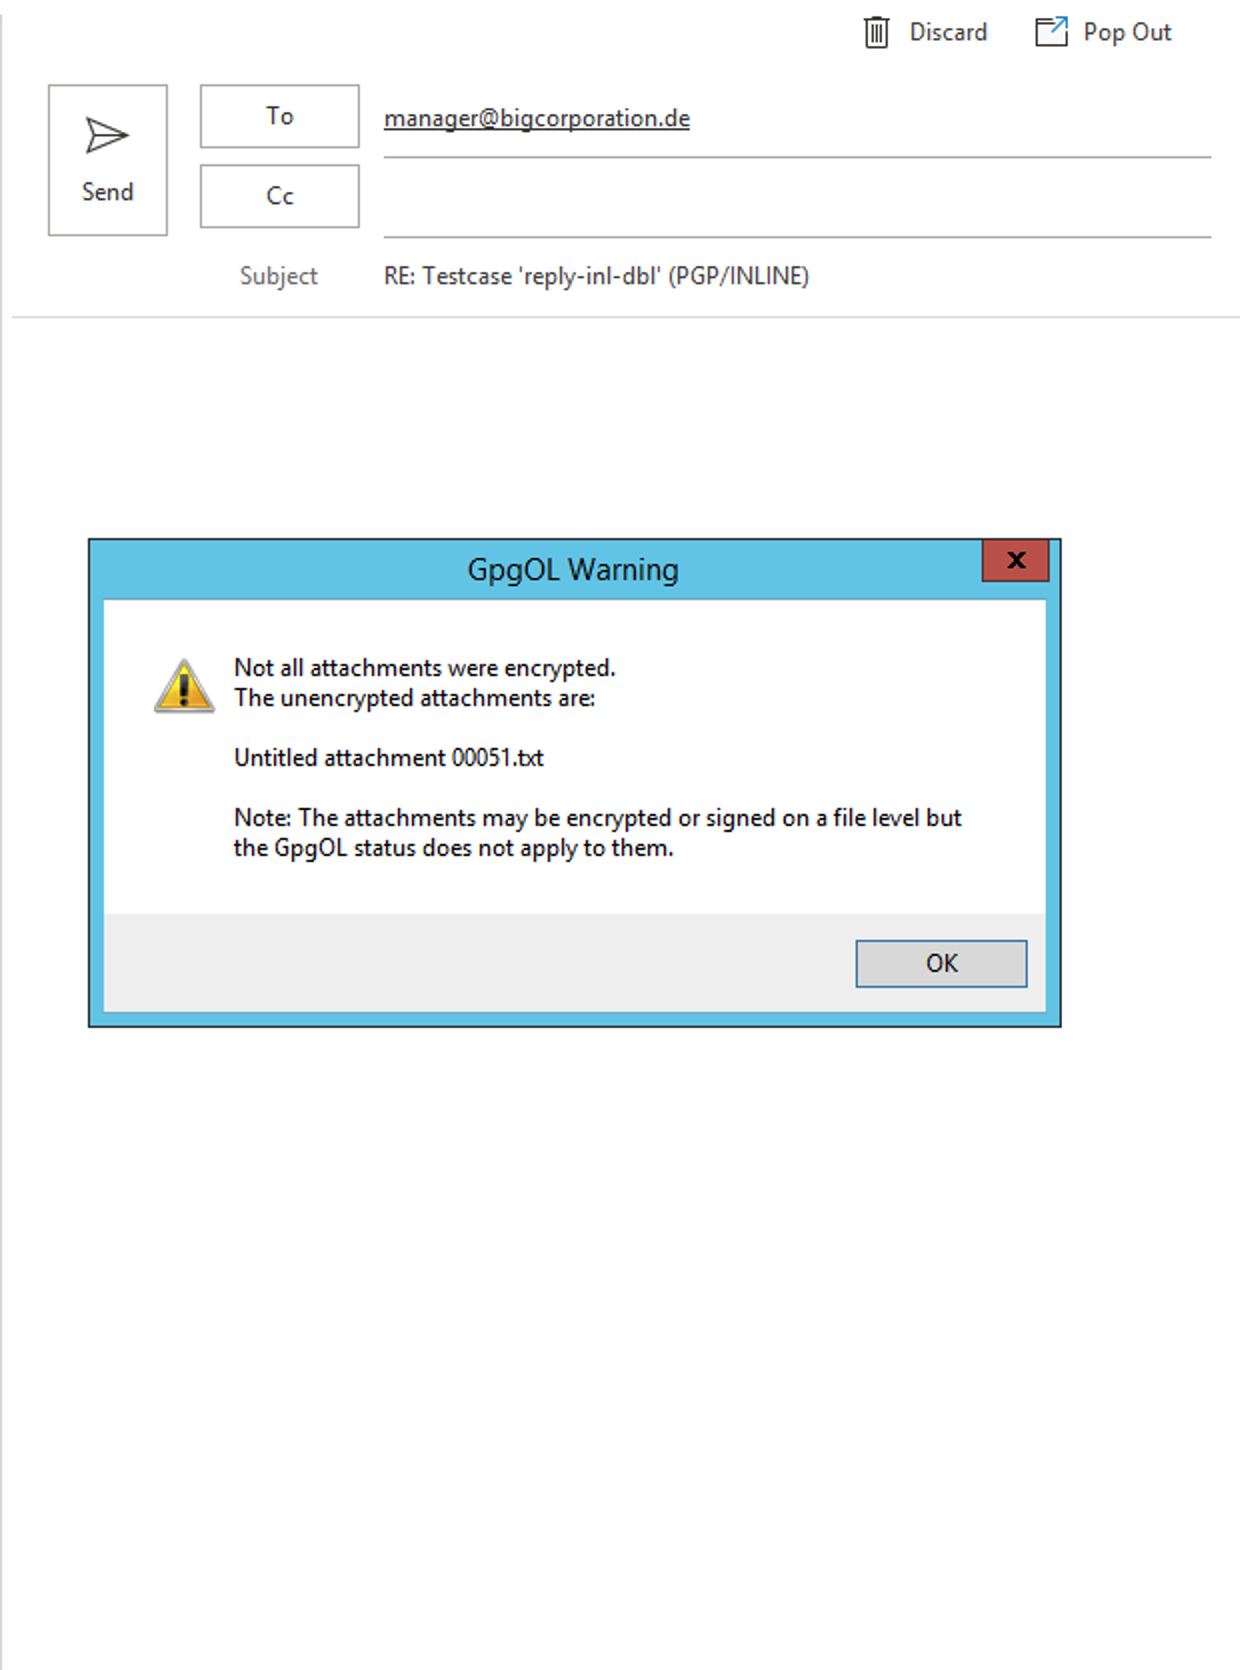 Discard
Pop Out
Send
To
manager@bigcorporation.de
Cc
Subject
RE: Testcase 'reply-inl-dbl' (PGP/INLINE)
GpgOL Warning
x
Not all attachments were encrypted.
The unencrypted attachments are:
Untitled attachment 00051.txt
Note: The attachments may be encrypted or signed on a file level but
the GpgOL status does not apply to them.
OK